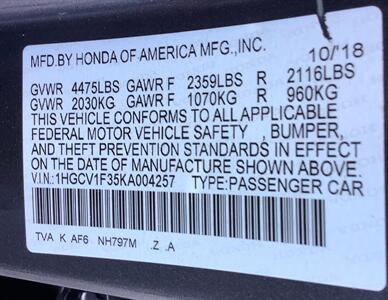 MFD.BY HONDA OF AMERICA MFG.,INC. 10/'18
GVWR 4475LBS GAWR F 2359LBS R 2116LBS
GVWR 2030KG GAWR F 1070KG R 960KG
THIS VEHICLE CONFORMS TO ALL APPLICABLE
FEDERAL MOTOR VEHICLE SAFETY , BUMPER,
AND THEFT PREVENTION STANDARDS IN EFFECT
ON THE DATE OF MANUFACTURE SHOWN ABOVE.
V.I.N.:1HGCV1F35KA004257 TYPE:PASSENGER CAR
TVA K AF6 NH797M .Z .A